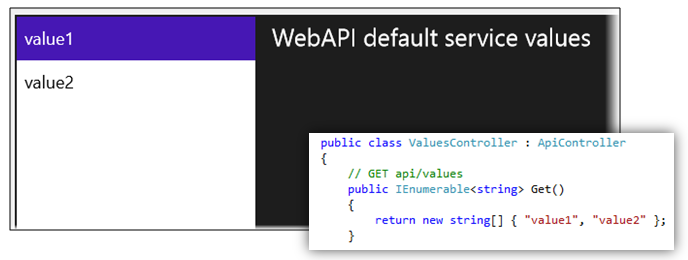 value1
WebAPI default service values
value2
public class ValuesController : ApiController
{
// GET api/values
public IEnumerable<string> Get()
{
return new string[] { "value1", "value2" };
}